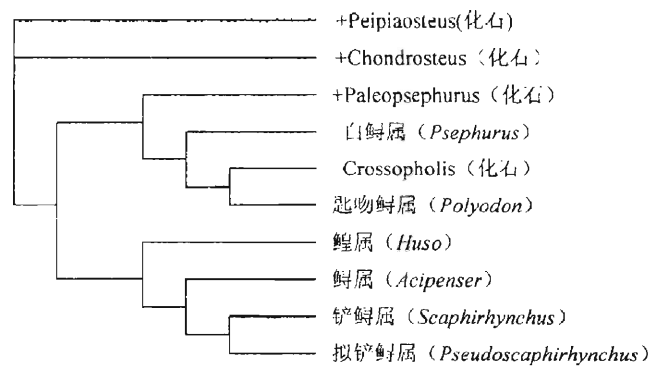 +Peipiaosteus(化石)
+Chondrosteus（化石）
+Paleopsephurus（化石）
白鲟属（Psephurus）
Crossopholis（化石）
匙吻鲟属（Polyodon）
鳇属（Huso）
鲟属（Acipenser）
铲鲟属（Scaphirhynchus）
拟铲鲟属（Pseudoscaphirhynchus）